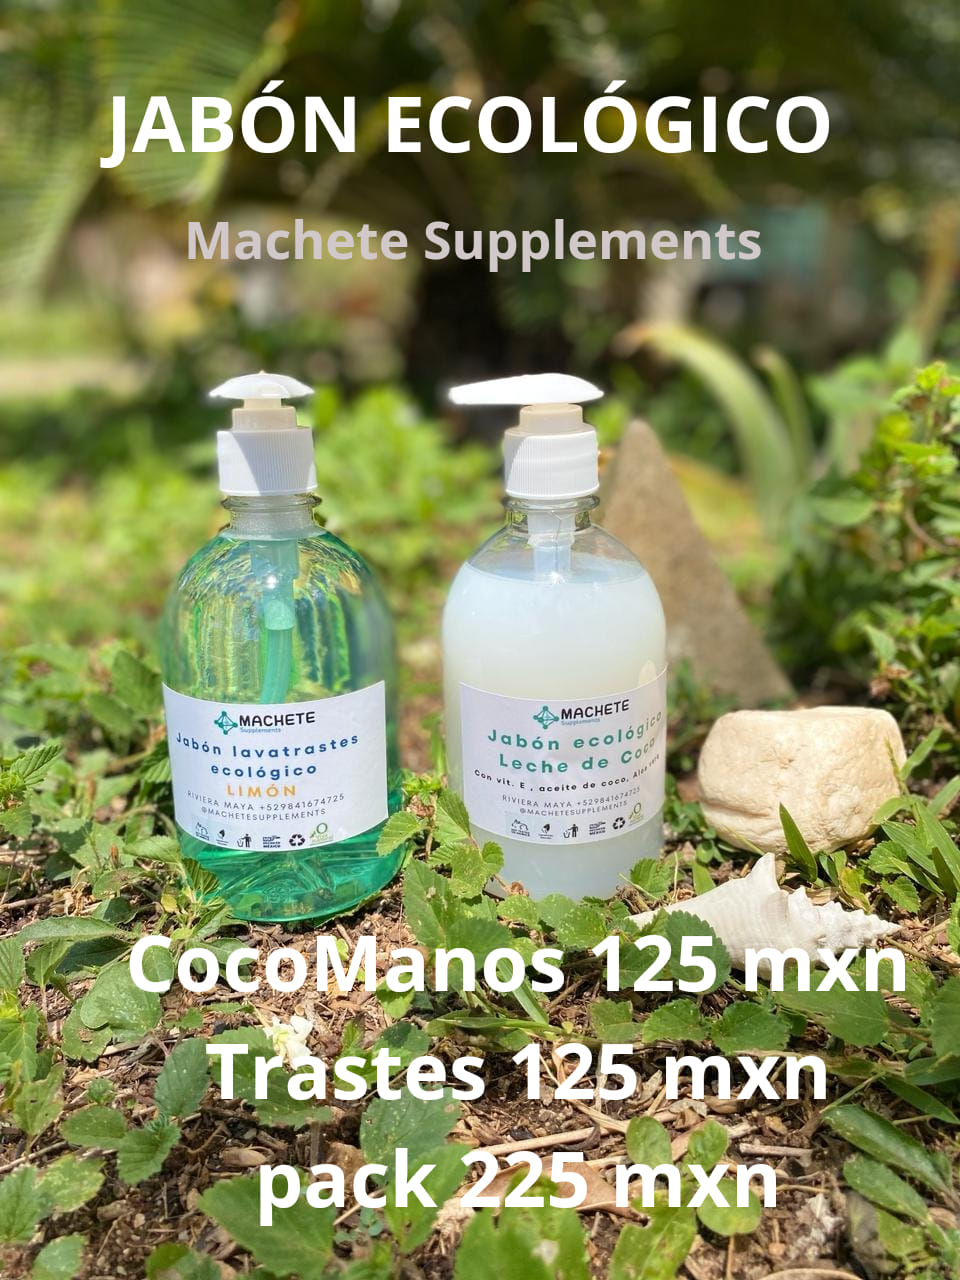 JABÓN ECOLÓGICO
Machete Supplements
MACHETE
Supplements
Jabón lavatrastes
ecológico
LIMÓN
RIVIERA MAYA +529841674725
@MACHETESUPPLEMENTS
MACHETE
Supplements
Jabón ecológico
Leche de Coco
Con vit. E , aceite de coco, Aloe vera
RIVIERA MAYA +529841674725
@MACHETESUPPLEMENTS
CocoManos 125 mxn
Trastes 125 mxn
pack 225 mxn